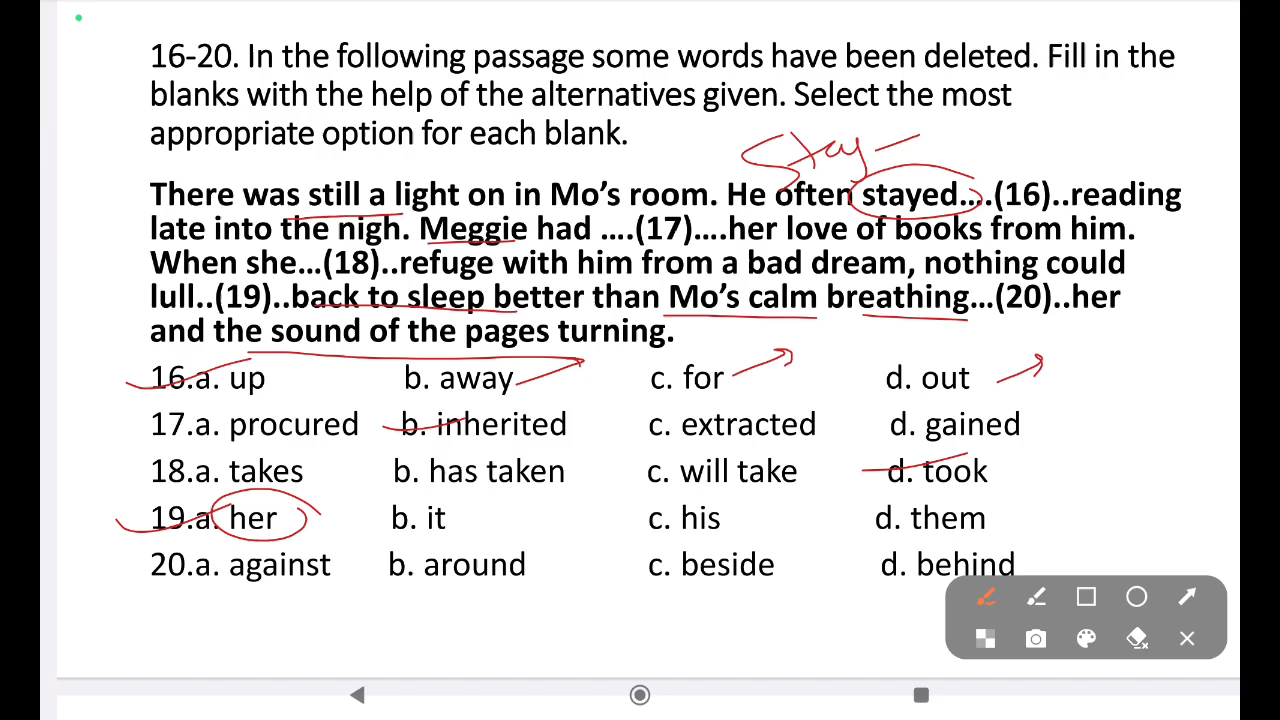 16-20. In the following passage some words have been deleted. Fill in the
blanks with the help of the alternatives given. Select the most
appropriate option for each blank.
Stay –
There was still a light on in Mo’s room. He often stayed….(16)..reading
late into the nigh. Meggie had ….(17)….her love of books from him.
When she…(18)..refuge with him from a bad dream, nothing could
lull..(19)..back to sleep better than Mo’s calm breathing…(20)..her
and the sound of the pages turning.
16.a. up b. away c. for d. out
17.a. procured b. inherited c. extracted d. gained
18.a. takes b. has taken c. will take d. took
19.a. her b. it c. his d. them
20.a. against b. around c. beside d. behind